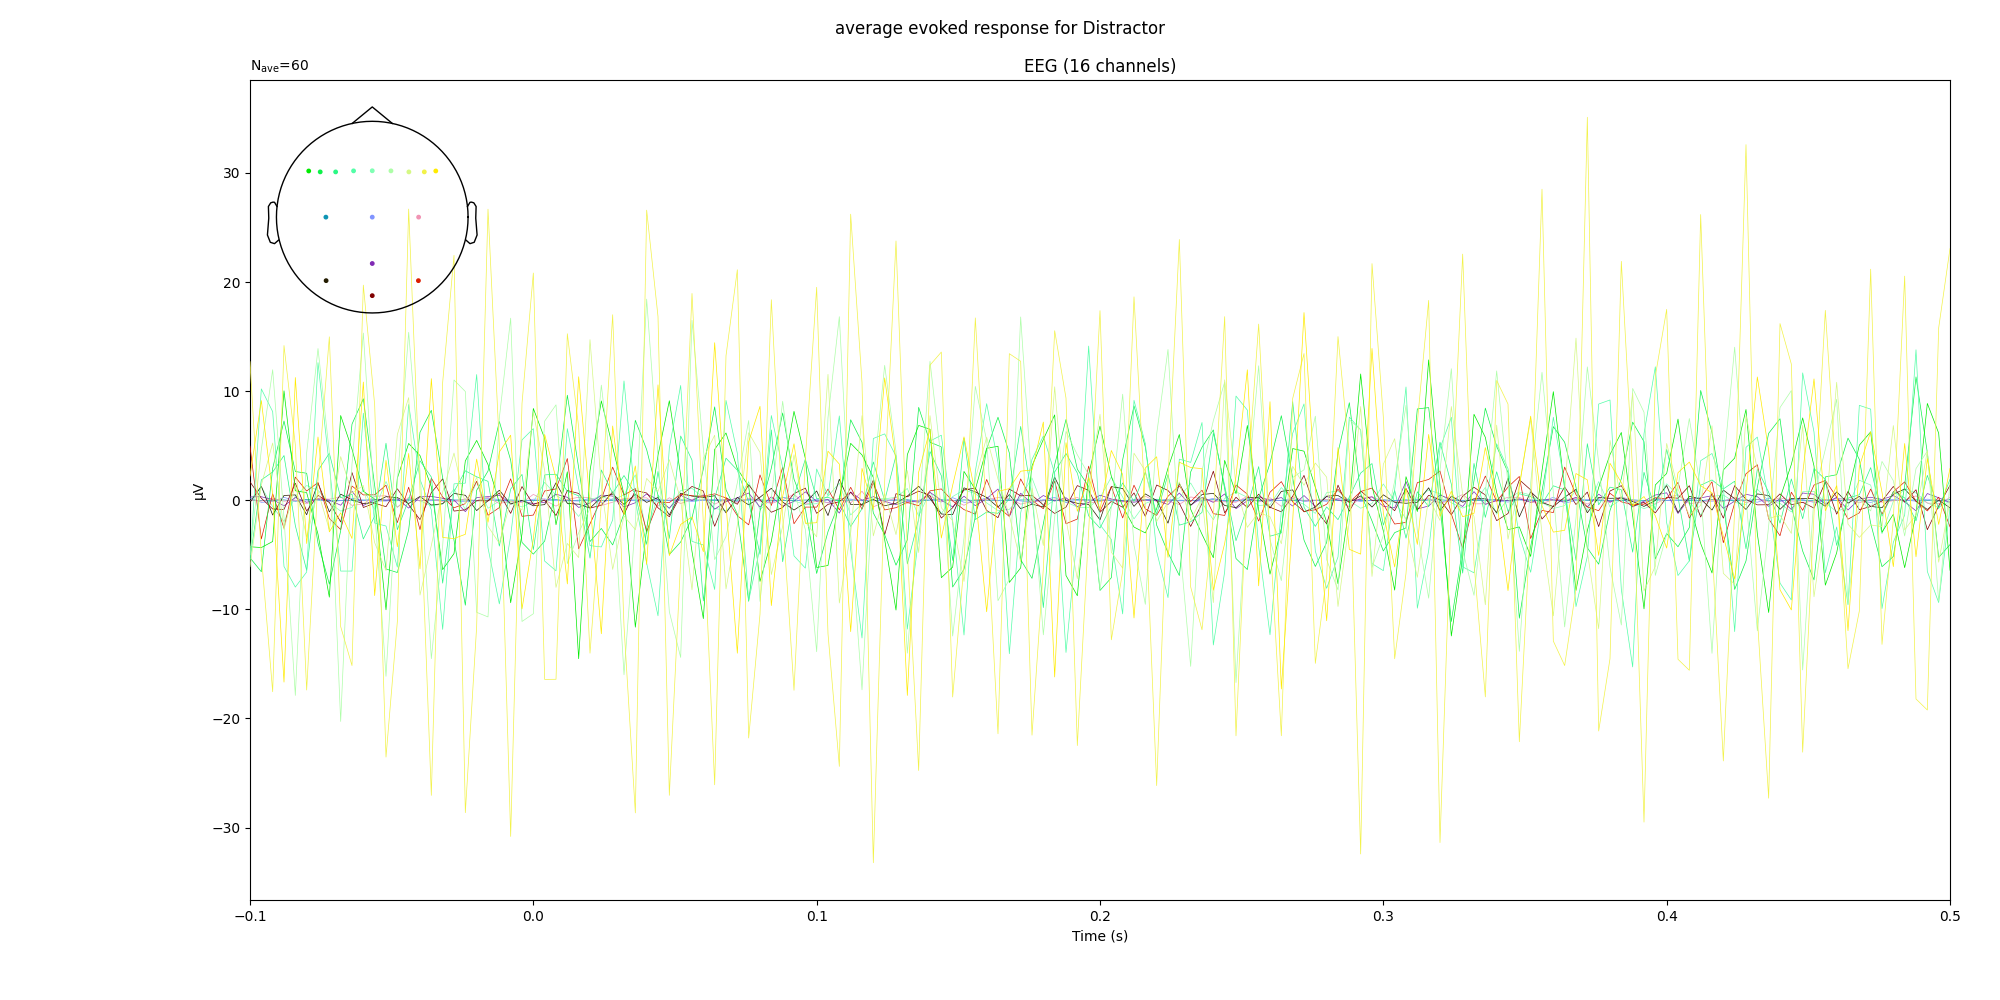 average evoked response for Distractor
N_ave=60
EEG (16 channels)
30
20
10
0
−10
−20
−30
µV
−0.1 0.0 0.1 0.2 0.3 0.4 0.5
Time (s)